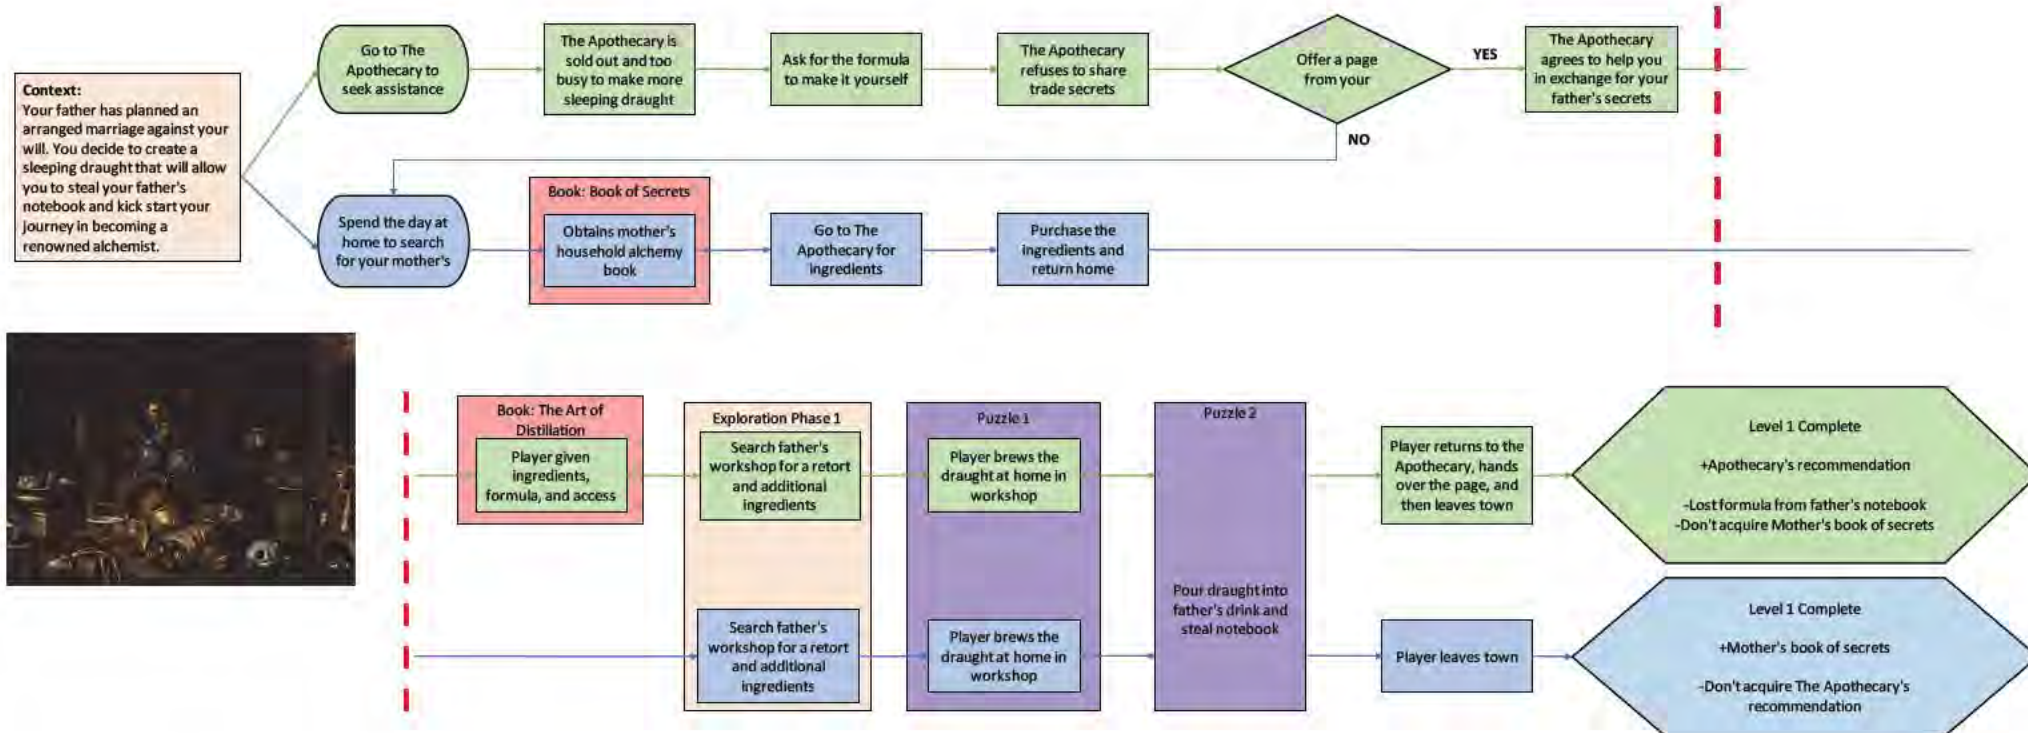 Context:
Your father has planned an
arranged marriage against your
will. You decide to create a
sleeping draught that will allow
you to steal your father's
notebook and kick start your
journey in becoming a
renowned alchemist.
Go to The
Apothecary to
seek assistance
The Apothecary is
sold out and too
busy to make more
sleeping draught
Ask for the formula
to make it yourself
The Apothecary
refuses to share
trade secrets
Offer a page
from your
YES
The Apothecary
agrees to help you
in exchange for your
father's secrets
NO
Spend the day at
home to search
for your mother's
Book: Book of Secrets
Obtains mother's
household alchemy
book
Go to The
Apothecary for
ingredients
Purchase the
ingredients and
return home
Book: The Art of
Distillation
Player given
ingredients,
formula, and access
Exploration Phase 1
Search father's
workshop for a retort
and additional
ingredients
Puzzle 1
Player brews the
draught at home in
workshop
Puzzle 2
Pour draught into
father's drink and
steal notebook
Player returns to the
Apothecary, hands
over the page, and
then leaves town
Level 1 Complete
+Apothecary's recommendation
-Lost formula from father's notebook
-Don't acquire Mother's book of secrets
Search father's
workshop for a retort
and additional
ingredients
Player brews the
draught at home in
workshop
Player leaves town
Level 1 Complete
+Mother's book of secrets
-Don't acquire The Apothecary's
recommendation